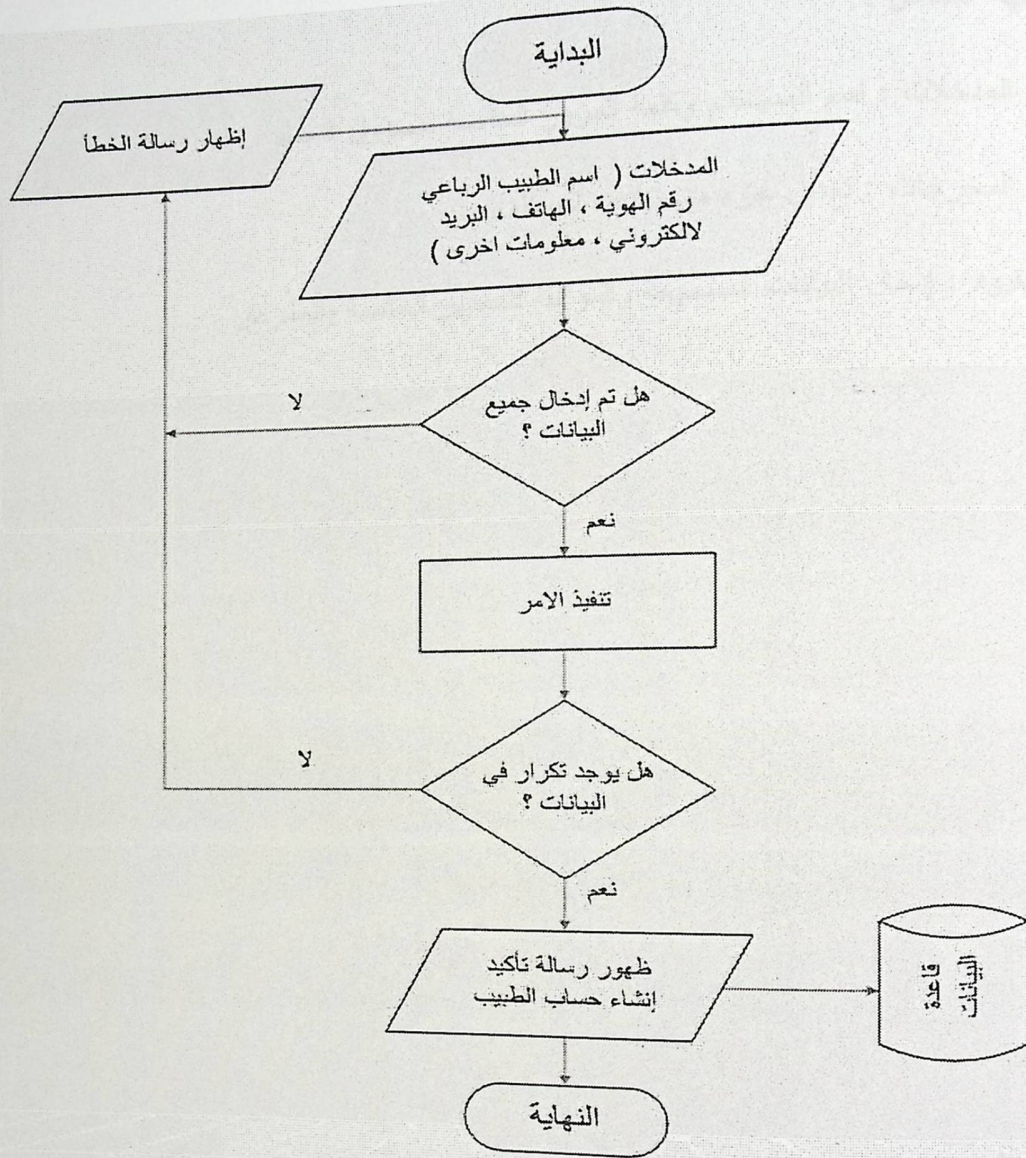 البداية
إظهار رسالة الخطأ
المدخلات ( اسم الطبيب الرباعي
رقم الهوية ، الهاتف ، البريد
لالكتروني ، معلومات اخرى )
هل تم إدخال جميع
البيانات ؟
لا
نعم
تنفيذ الامر
هل يوجد تكرار في
البيانات ؟
لا
نعم
ظهور رسالة تأكيد
إنشاء حساب الطبيب
قاعدة
البيانات
النهاية